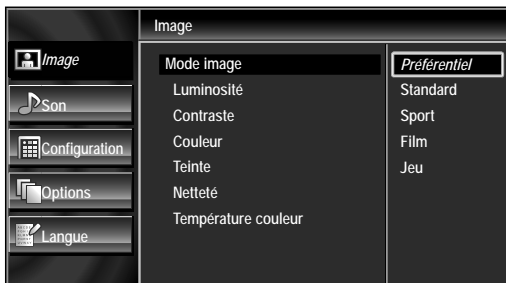 Image
Image
Son
Configuration
Options
Langue
Mode image
Luminosité
Contraste
Couleur
Teinte
Netteté
Température couleur
Préférentiel
Standard
Sport
Film
Jeu